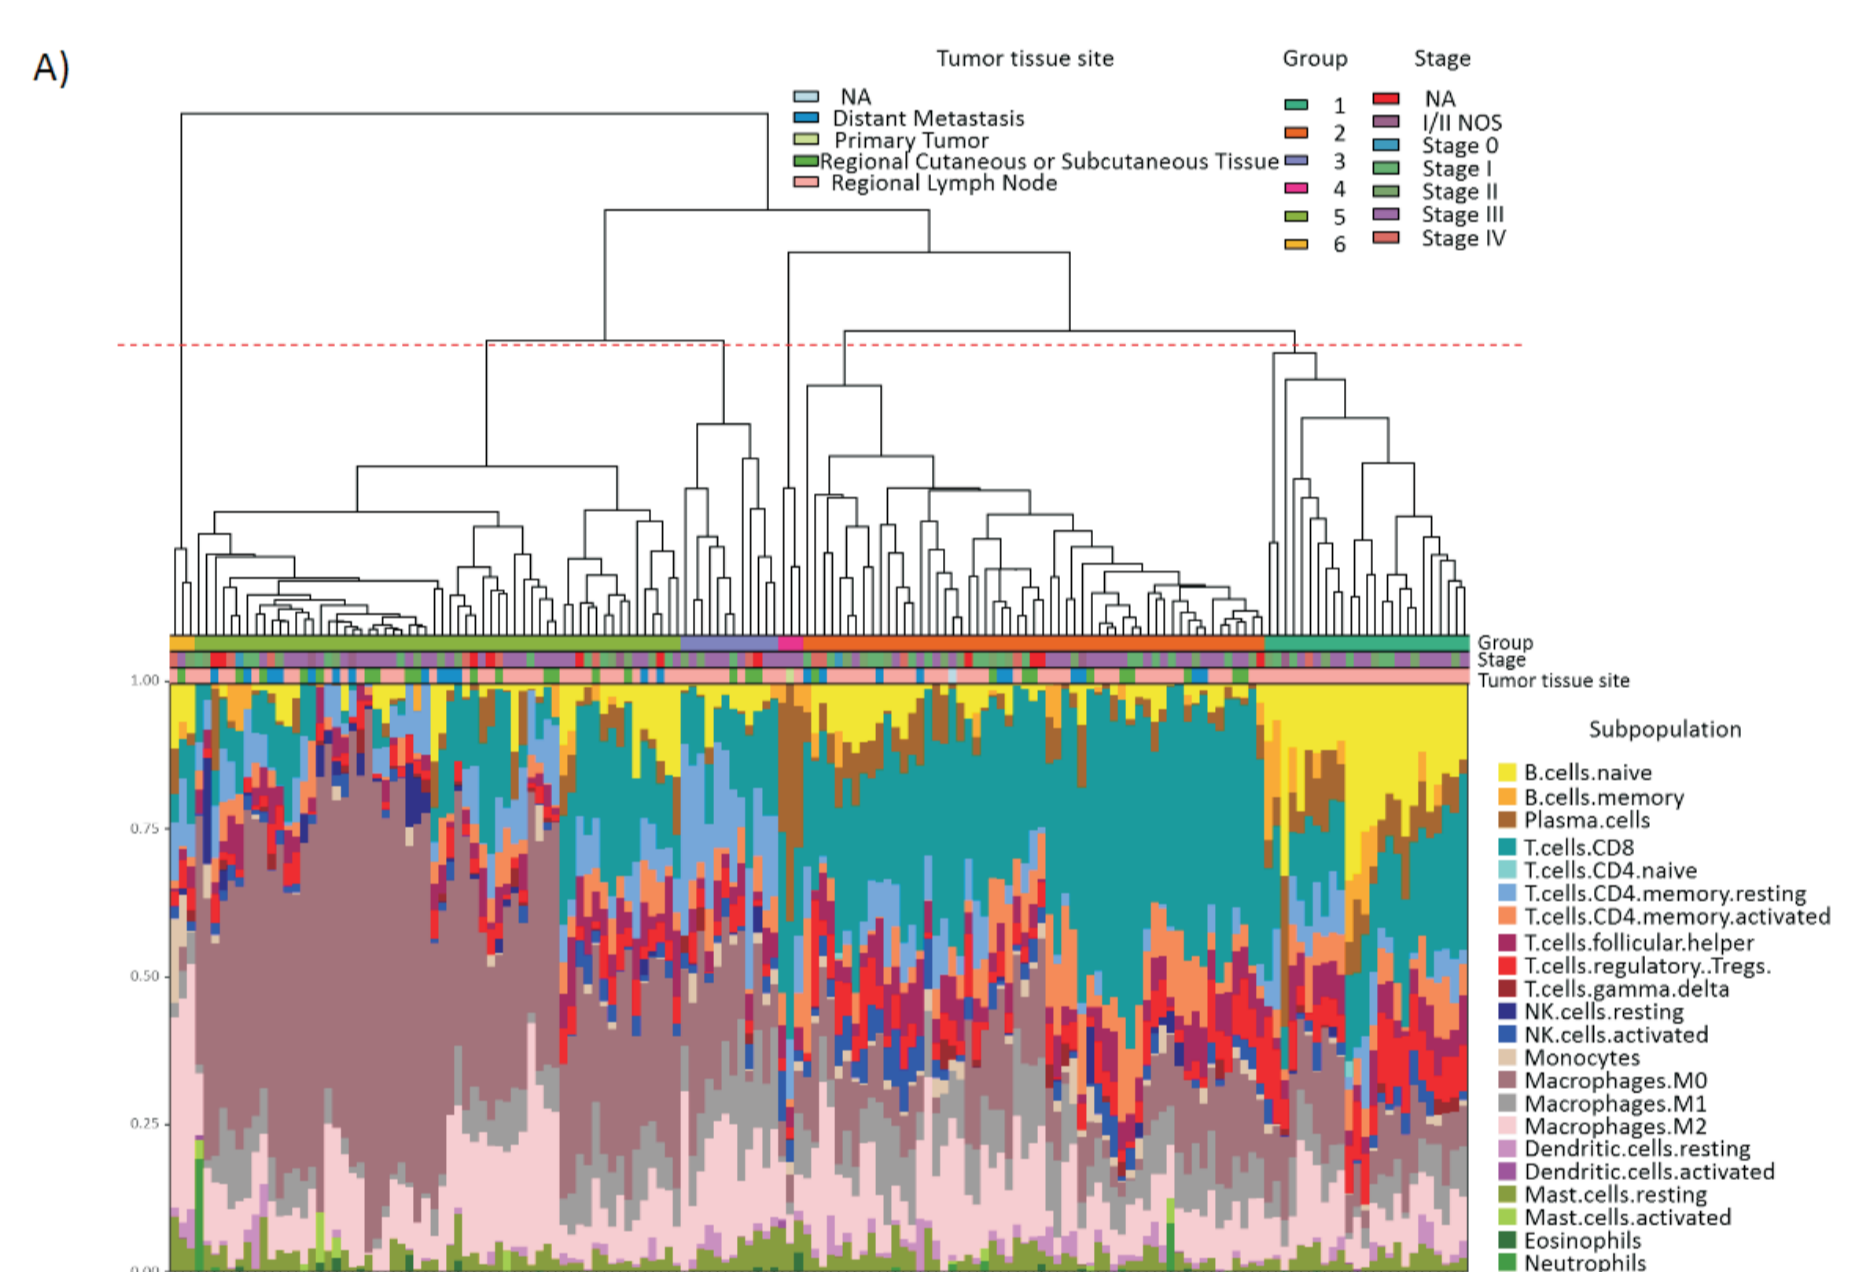 A)
Tumor tissue site
NA
Distant Metastasis
Primary Tumor
Regional Cutaneous or Subcutaneous Tissue
Regional Lymph Node
Group
1
2
3
4
5
6
Stage
NA
I/II NOS
Stage 0
Stage I
Stage II
Stage III
Stage IV
Group
Stage
Tumor tissue site
1.00
0.75
0.50
0.25
0.00
Subpopulation
B.cells.naive
B.cells.memory
Plasma.cells
T.cells.CD8
T.cells.CD4.naive
T.cells.CD4.memory.resting
T.cells.CD4.memory.activated
T.cells.follicular.helper
T.cells.regulatory..Tregs.
T.cells.gamma.delta
NK.cells.resting
NK.cells.activated
Monocytes
Macrophages.M0
Macrophages.M1
Macrophages.M2
Dendritic.cells.resting
Dendritic.cells.activated
Mast.cells.resting
Mast.cells.activated
Eosinophils
Neutrophils